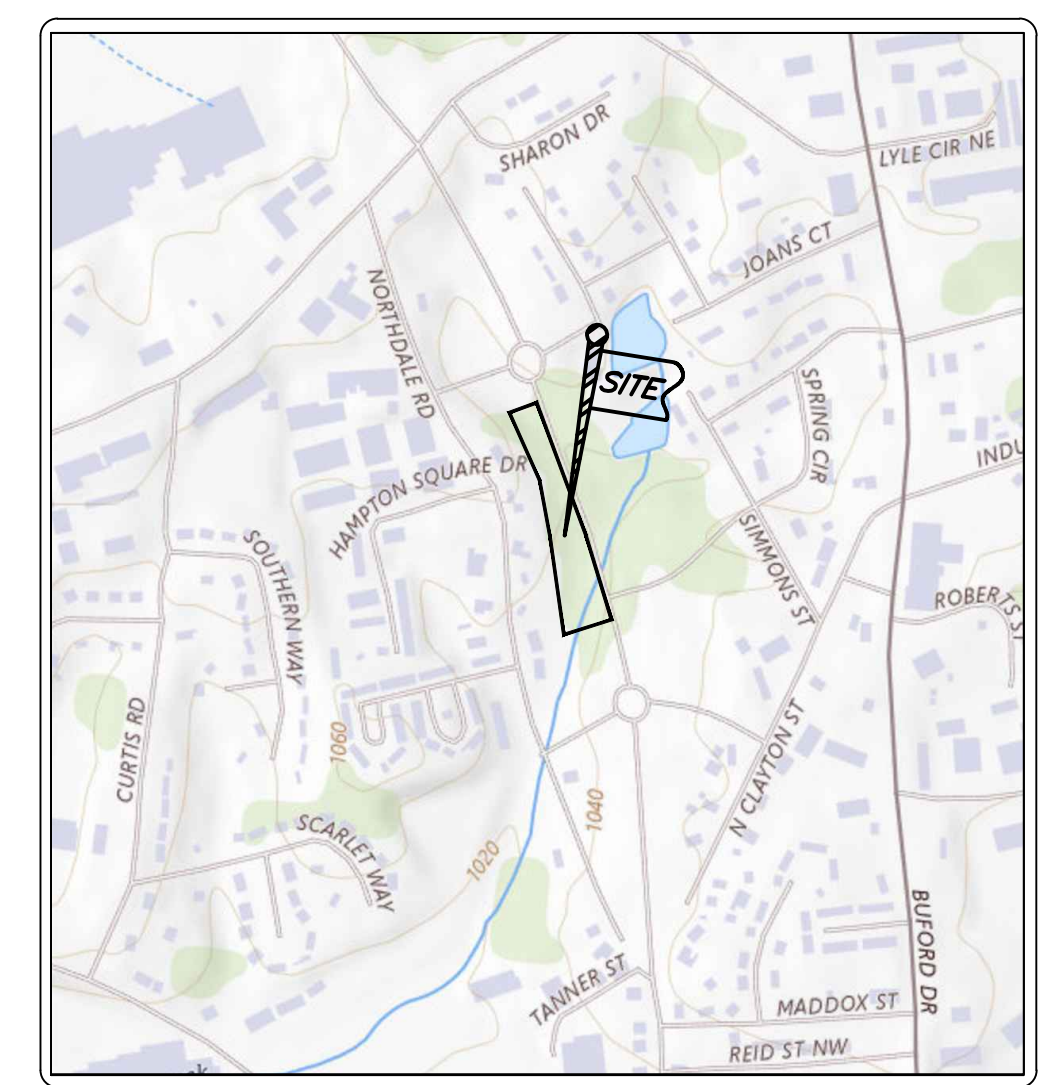 SHARON DR
LYLE CIR NE
JOANS CT
NORTHDALE RD
SITE
SPRING CIR
INDU
HAMPTON SQUARE DR
SIMMONS ST
SOUTHERN WAY
ROBERTS ST
CURTIS RD
1060
N CLAYTON ST
1040
1020
SCARLET WAY
BUFORD DR
TANNER ST
MADDOX ST
REID ST NW